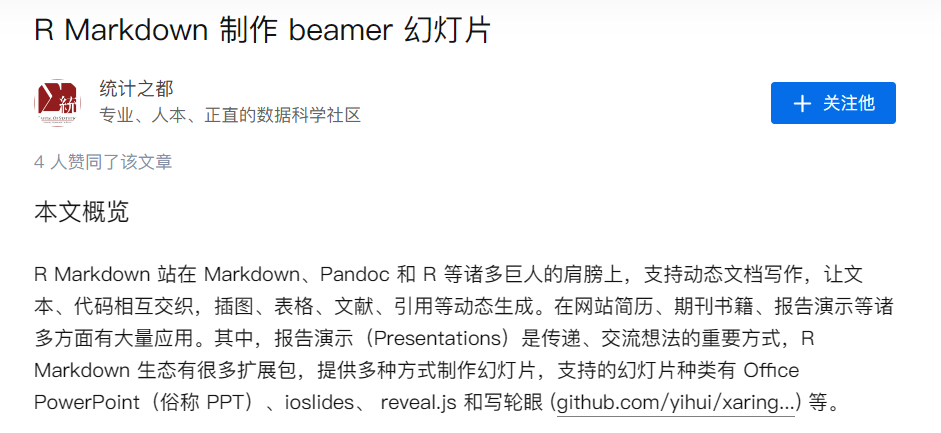 R Markdown 制作 beamer 幻灯片
统计之都
专业、人本、正直的数据科学社区
＋ 关注他
4 人赞同了该文章
本文概览
R Markdown 站在 Markdown、Pandoc 和 R 等诸多巨人的肩膀上，支持动态文档写作，让文
本、代码相互交织，插图、表格、文献、引用等动态生成。在网站简历、期刊书籍、报告演示等诸
多方面有大量应用。其中，报告演示（Presentations）是传递、交流想法的重要方式，R
Markdown 生态有很多扩展包，提供多种方式制作幻灯片，支持的幻灯片种类有 Office
PowerPoint（俗称 PPT）、ioslides、 reveal.js 和写轮眼 (github.com/yihui/xaring...) 等。